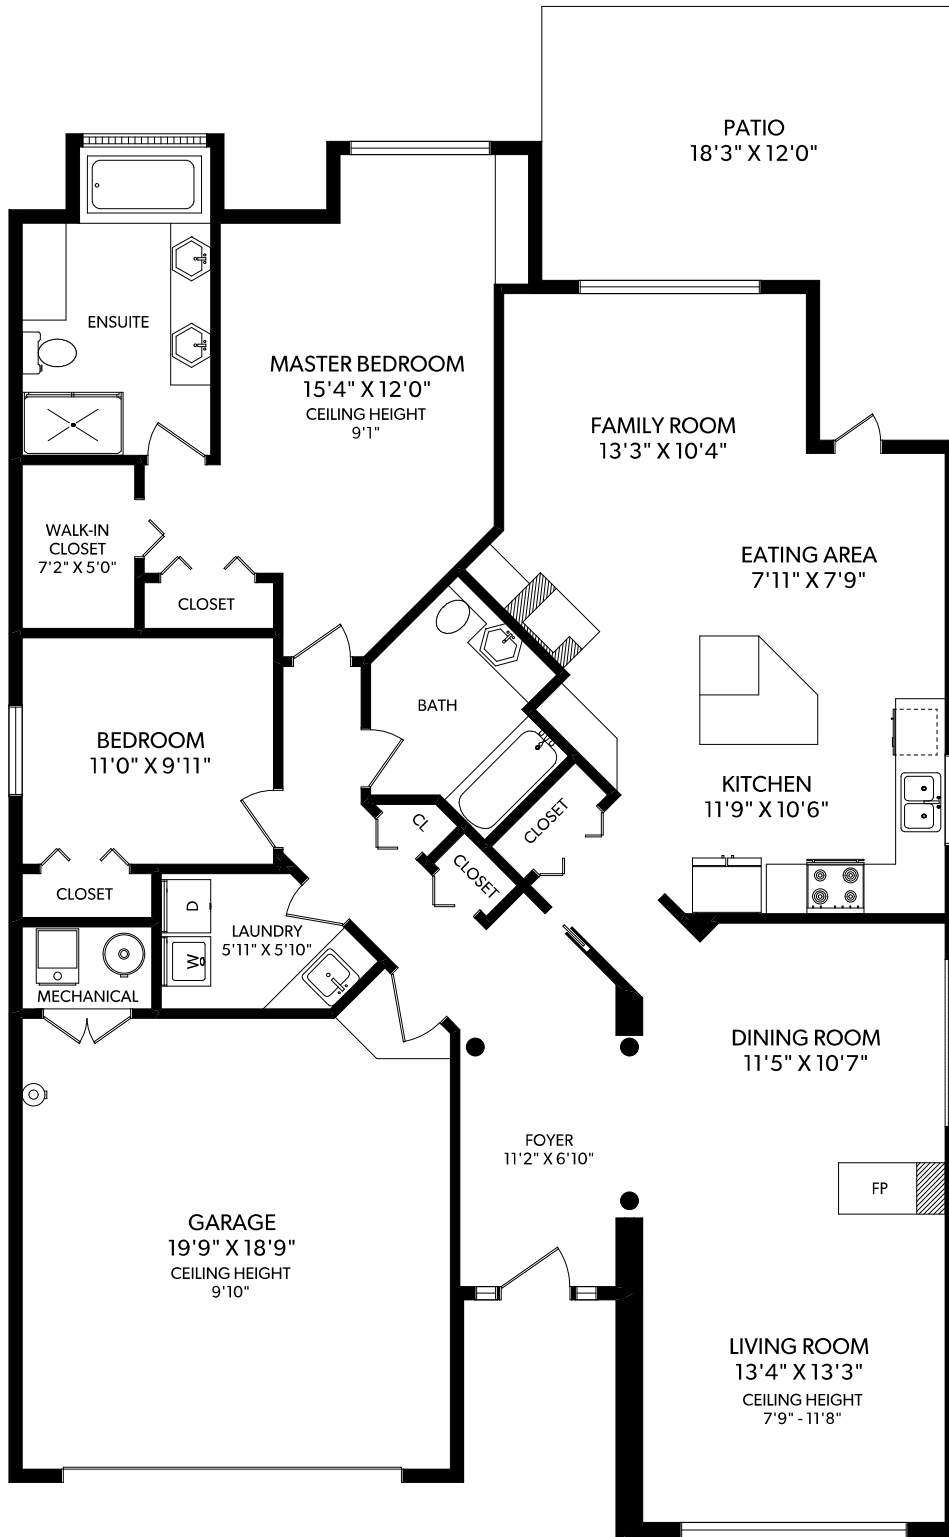 PATIO
18'3" X 12'0"
ENSUITE
MASTER BEDROOM
15'4" X 12'0"
CEILING HEIGHT
9'1"
FAMILY ROOM
13'3" X 10'4"
WALK-IN
CLOSET
7'2" X 5'0"
EATING AREA
7'11" X 7'9"
CLOSET
BATH
BEDROOM
11'0" X 9'11"
KITCHEN
11'9" X 10'6"
CL
CLOSET
CLOSET
CLOSET
D
LAUNDRY
5'11" X 5'10"
W
MECHANICAL
DINING ROOM
11'5" X 10'7"
FOYER
11'2" X 6'10"
FP
GARAGE
19'9" X 18'9"
CEILING HEIGHT
9'10"
LIVING ROOM
13'4" X 13'3"
CEILING HEIGHT
7'9" - 11'8"